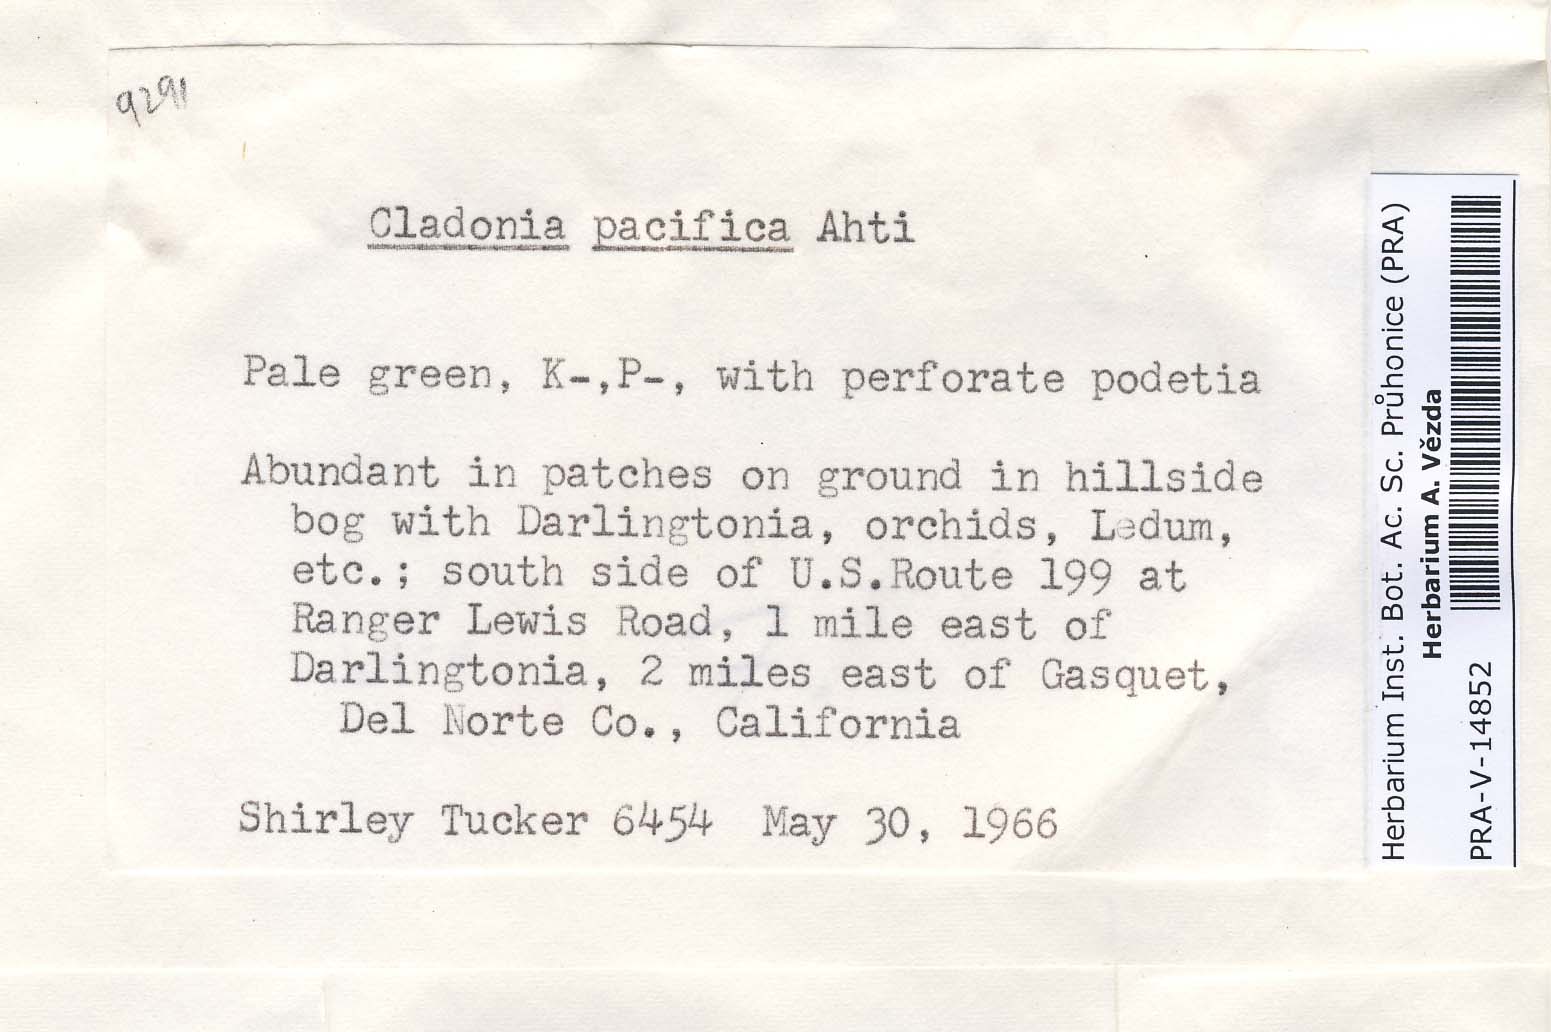 9291
Cladonia pacifica Ahti
Pale green, K-,P-, with perforate podetia
Abundant in patches on ground in hillside
bog with Darlingtonia, orchids, Ledum,
etc.; south side of U.S.Route 199 at
Ranger Lewis Road, 1 mile east of
Darlingtonia, 2 miles east of Gasquet,
Del Norte Co., California
Shirley Tucker 6454 May 30, 1966
Herbarium Inst. Bot. Ac. Sc. Průhonice (PRA)
Herbarium A. Vězda
PRA-V-14852